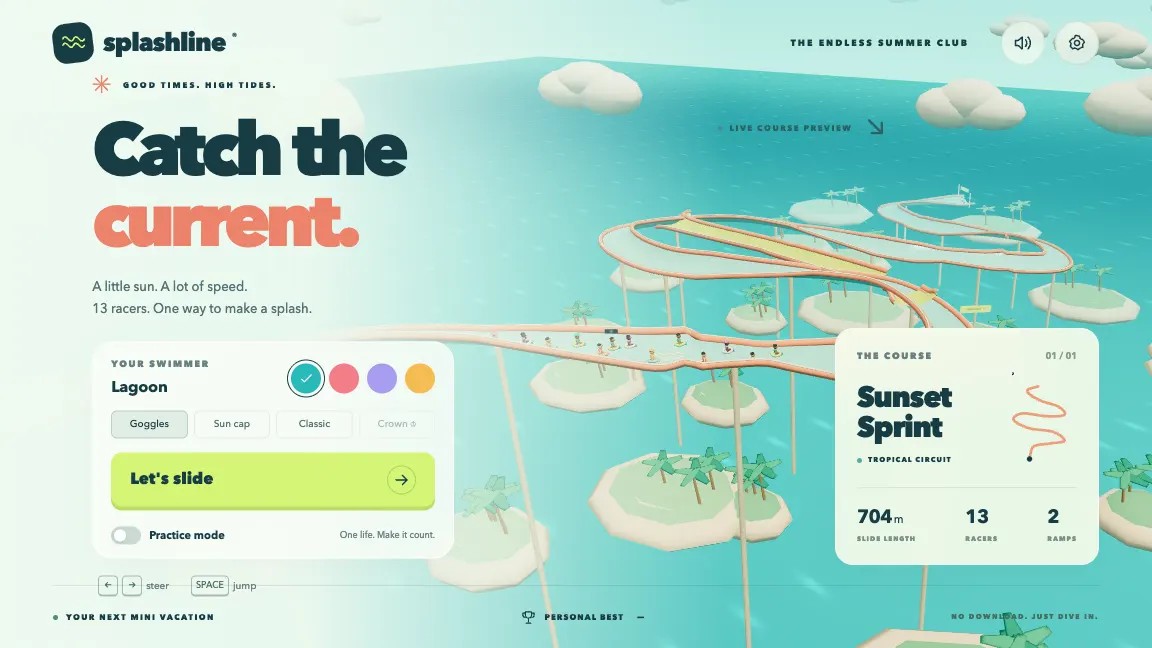 splashline
THE ENDLESS SUMMER CLUB
GOOD TIMES. HIGH TIDES.
Catch the
current.
LIVE COURSE PREVIEW
A little sun. A lot of speed.
13 racers. One way to make a splash.
YOUR SWIMMER
Lagoon
Goggles
Sun cap
Classic
Crown
Let's slide
Practice mode
One life. Make it count.
← → steer SPACE jump
THE COURSE
01 / 01
Sunset
Sprint
TROPICAL CIRCUIT
704m
13
2
SLIDE LENGTH
RACERS
RAMPS
YOUR NEXT MINI VACATION
PERSONAL BEST –
NO DOWNLOAD. JUST DIVE IN.